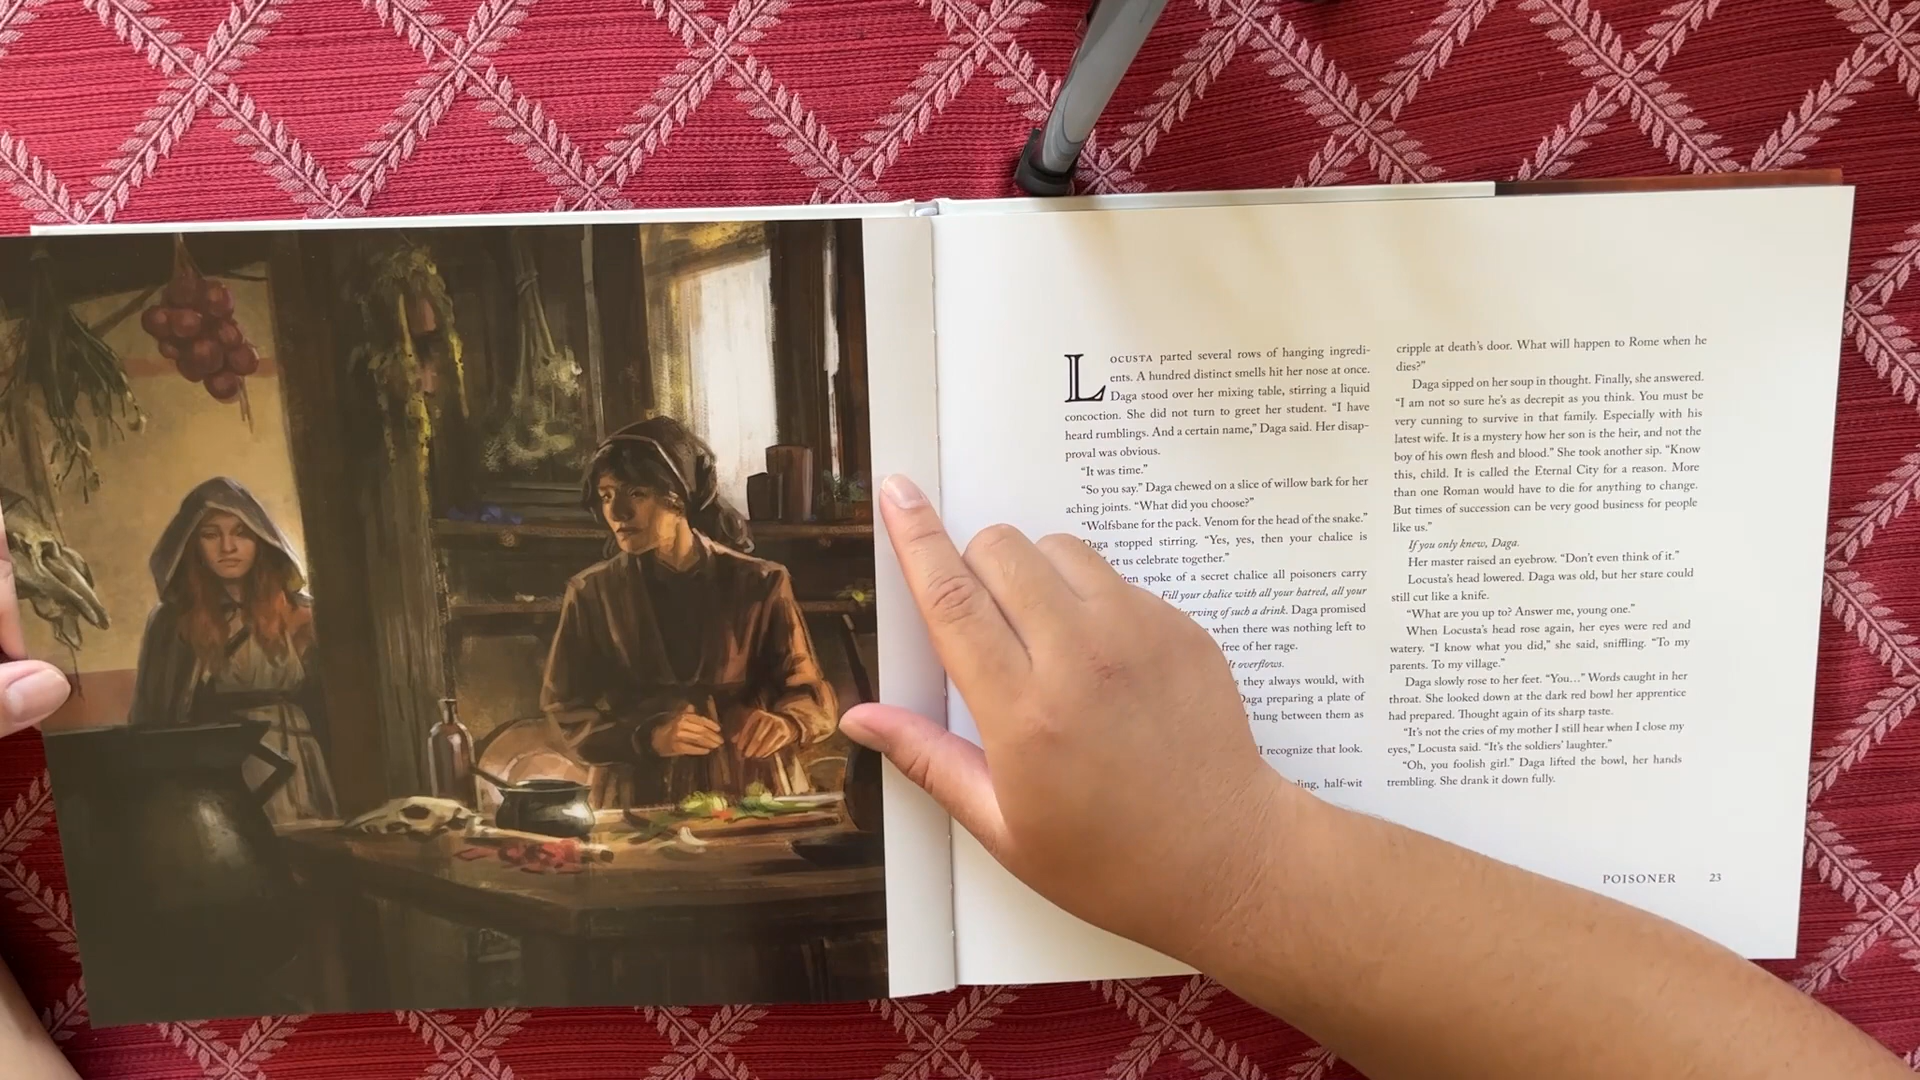 LOCUSTA parted several rows of hanging ingredi-
ents. A hundred distinct smells hit her nose at once.
Daga stood over her mixing table, stirring a liquid
concoction. She did not turn to greet her student. “I have
heard rumblings. And a certain name,” Daga said. Her disap-
proval was obvious.
“It was time.”
“So you say.” Daga chewed on a slice of willow bark for her
aching joints. “What did you choose?”
“Wolfsbane for the pack. Venom for the head of the snake.”
Daga stopped stirring. “Yes, yes, then your chalice is
et us celebrate together.”
spoke of a secret chalice all poisoners carry
Fill your chalice with all your hatred, all your
of such a drink. Daga promised
when there was nothing left to
free of her rage.
It overflows.
they always would, with
Daga preparing a plate of
hung between them as
I recognize that look.
half-wit
cripple at death’s door. What will happen to Rome when he
dies?”
Daga sipped on her soup in thought. Finally, she answered.
“I am not so sure he’s as decrepit as you think. You must be
very cunning to survive in that family. Especially with his
latest wife. It is a mystery how her son is the heir, and not the
boy of his own flesh and blood.” She took another sip. “Know
this, child. It is called the Eternal City for a reason. More
than one Roman would have to die for anything to change.
But times of succession can be very good business for people
like us.”
If you only knew, Daga.
Her master raised an eyebrow. “Don’t even think of it.”
Locusta’s head lowered. Daga was old, but her stare could
still cut like a knife.
“What are you up to? Answer me, young one.”
When Locusta’s head rose again, her eyes were red and
watery. “I know what you did,” she said, sniffling. “To my
parents. To my village.”
Daga slowly rose to her feet. “You…” Words caught in her
throat. She looked down at the dark red bowl her apprentice
had prepared. Thought again of its sharp taste.
“It’s not the cries of my mother I still hear when I close my
eyes,” Locusta said. “It’s the soldiers’ laughter.”
“Oh, you foolish girl.” Daga lifted the bowl, her hands
trembling. She drank it down fully.
POISONER 23